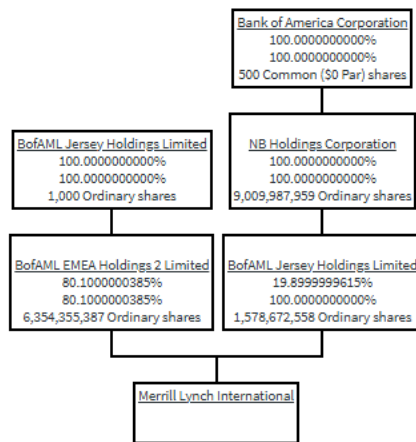 Bank of America Corporation
100.0000000000%
100.0000000000%
500 Common ($0 Par) shares
BofAML Jersey Holdings Limited
100.0000000000%
100.0000000000%
1,000 Ordinary shares
NB Holdings Corporation
100.0000000000%
100.0000000000%
9,009,987,959 Ordinary shares
BofAML EMEA Holdings 2 Limited
80.1000000385%
80.1000000385%
6,354,355,387 Ordinary shares
BofAML Jersey Holdings Limited
19.8999999615%
100.0000000000%
1,578,672,558 Ordinary shares
Merrill Lynch International